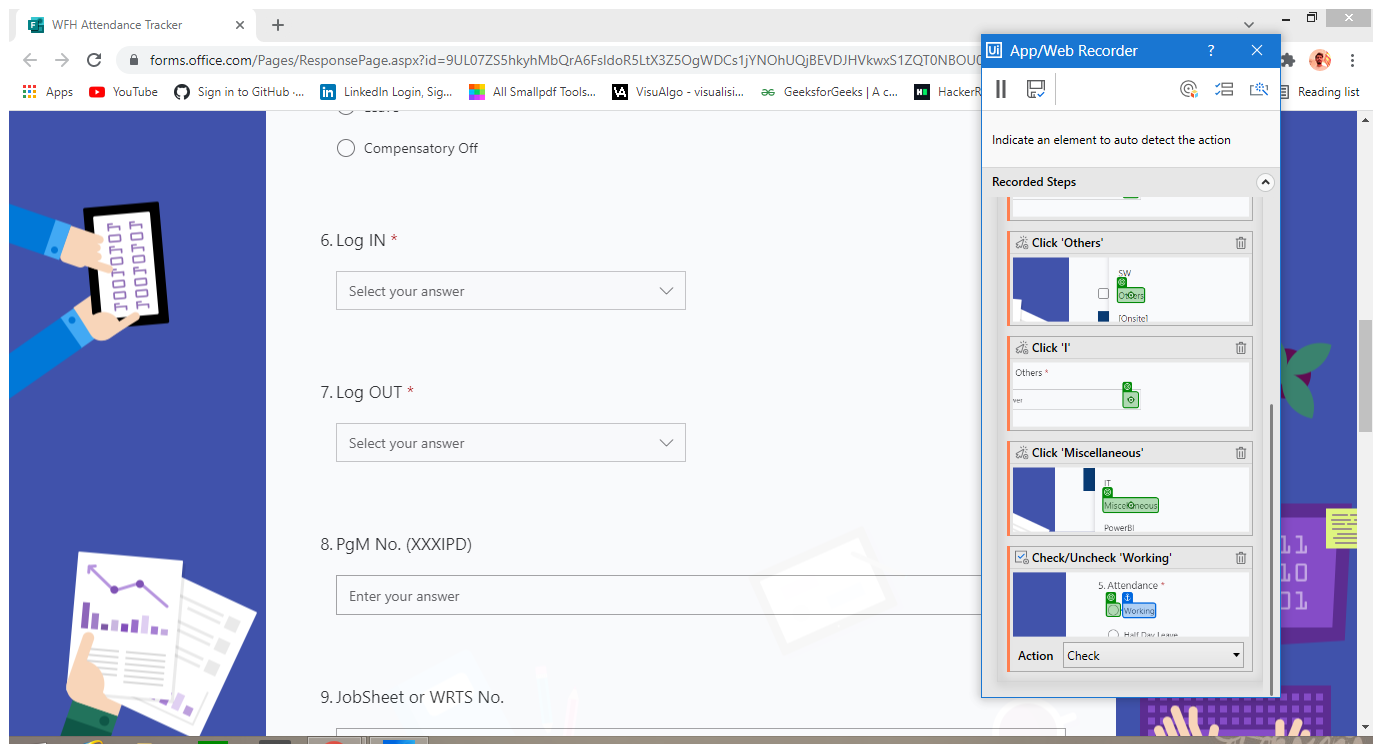 WFH Attendance Tracker
forms.office.com/Pages/ResponsePage.aspx?id=
Apps
YouTube
Sign in to GitHub ·...
LinkedIn Login, Sig...
All Smallpdf Tools...
VisuAlgo - visualisi...
GeeksforGeeks | A c...
HackerR
Reading list
Compensatory Off
6. Log IN *
Select your answer
7. Log OUT *
Select your answer
8. PgM No. (XXXIPD)
Enter your answer
9. JobSheet or WRTS No.
Ui App/Web Recorder
?
Indicate an element to auto detect the action
Recorded Steps
Click 'Others'
SW
Others
[Onsite]
Click 'I'
Others *
wer
Click 'Miscellaneous'
IT
Miscellaneous
PowerBI
Check/Uncheck 'Working'
5. Attendance *
Working
Half Day Leave
Action Check